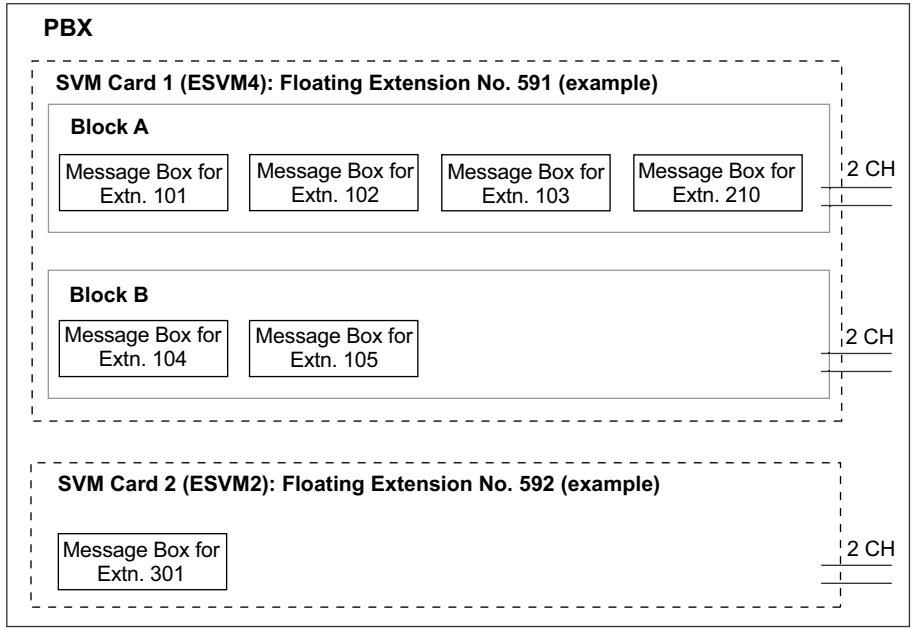 PBX
SVM Card 1 (ESVM4): Floating Extension No. 591 (example)
Block A
Message Box for
Extn. 101
Message Box for
Extn. 102
Message Box for
Extn. 103
Message Box for
Extn. 210
2 CH
Block B
Message Box for
Extn. 104
Message Box for
Extn. 105
2 CH
SVM Card 2 (ESVM2): Floating Extension No. 592 (example)
Message Box for
Extn. 301
2 CH